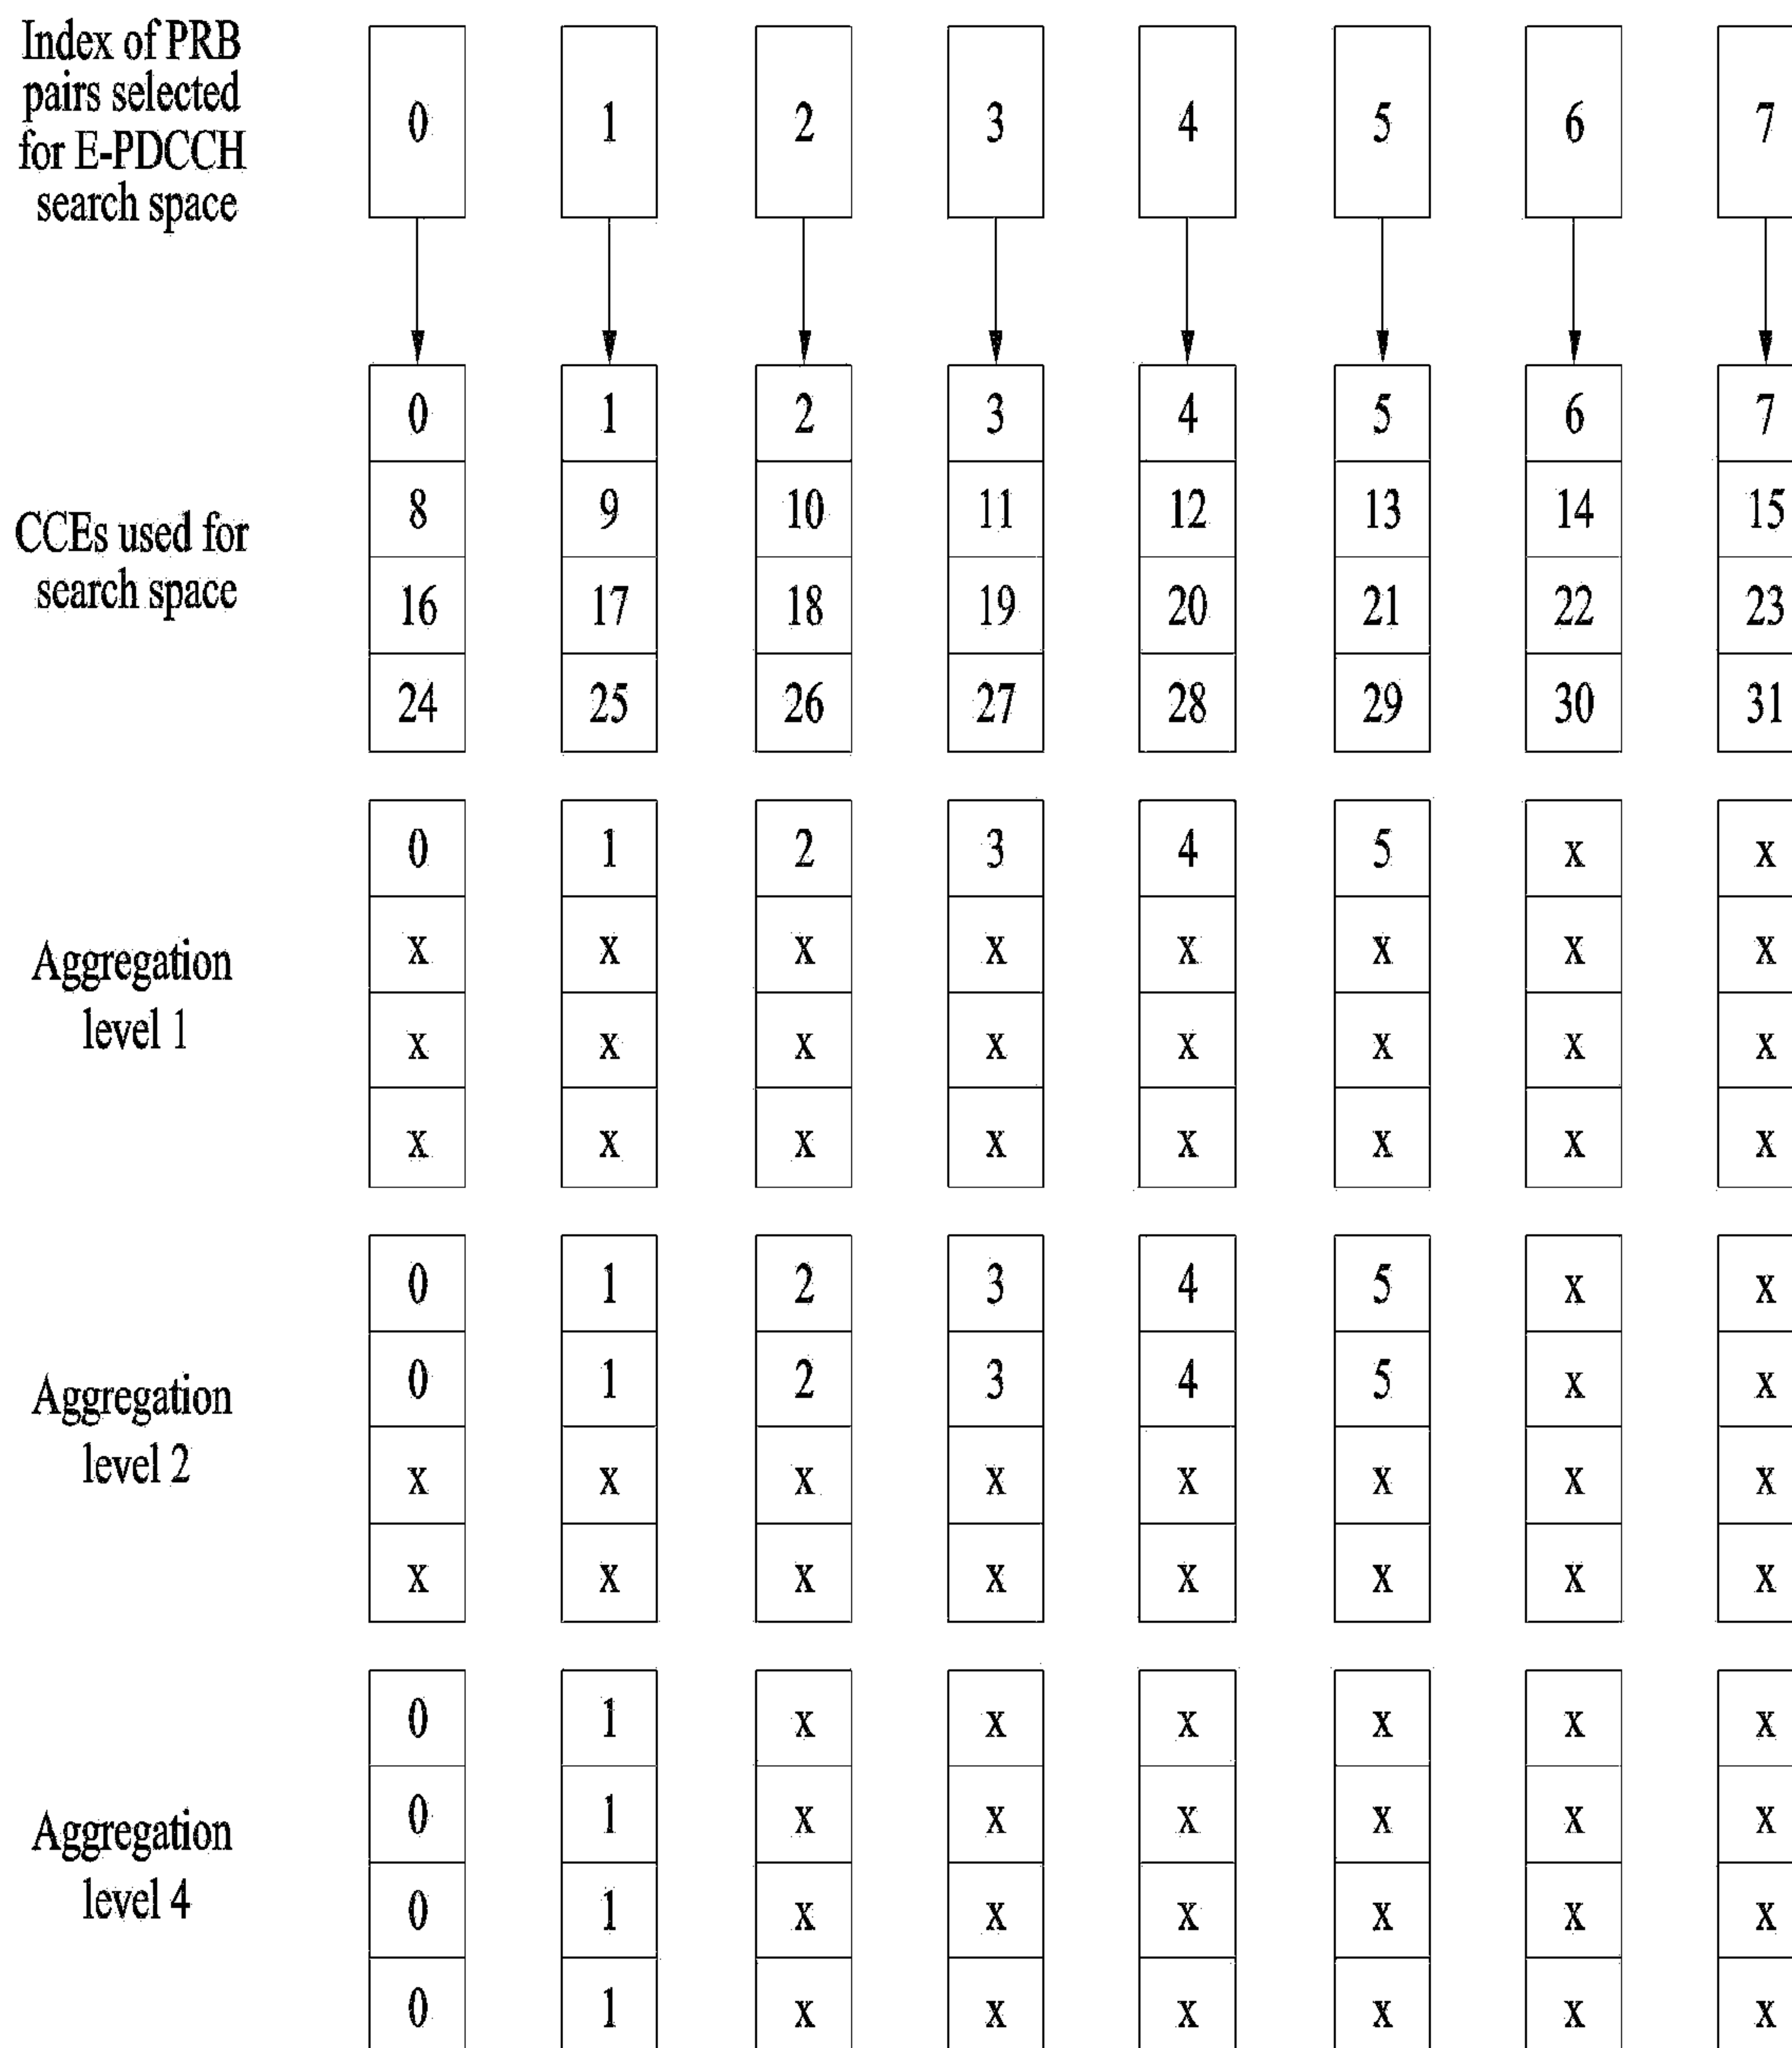 Index of PRB
pairs selected
for E-PDCCH
search space
0 1 2 3 4 5 6 7
CCEs used for
search space
0 1 2 3 4 5 6 7
8 9 10 11 12 13 14 15
16 17 18 19 20 21 22 23
24 25 26 27 28 29 30 31
Aggregation
level 1
0 1 2 3 4 5 x x
x x x x x x x x
x x x x x x x x
x x x x x x x x
Aggregation
level 2
0 1 2 3 4 5 x x
0 1 2 3 4 5 x x
x x x x x x x x
x x x x x x x x
Aggregation
level 4
0 1 x x x x x x
0 1 x x x x x x
0 1 x x x x x x
0 1 x x x x x x